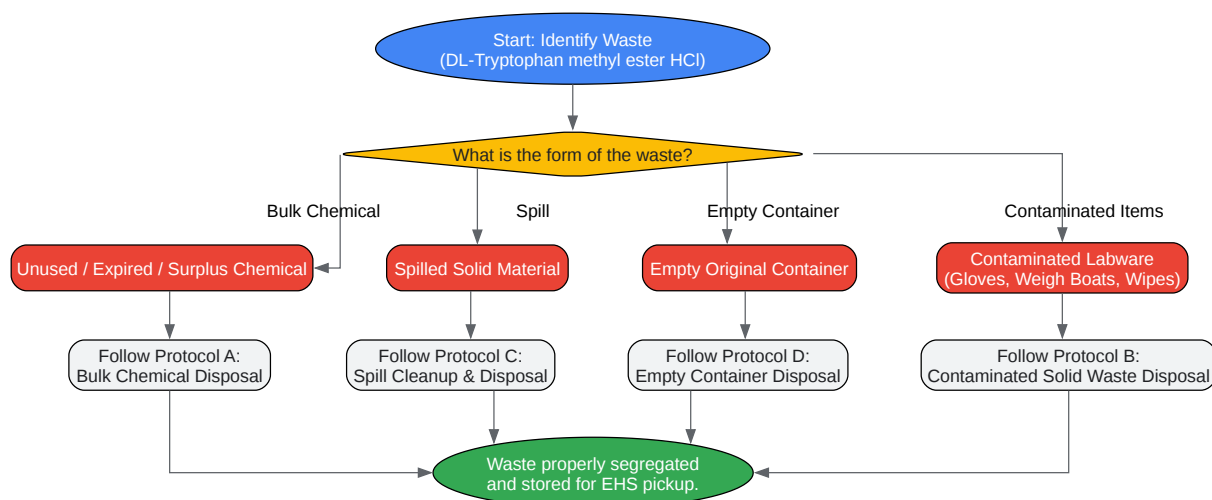 Start: Identify Waste
(DL-Tryptophan methyl ester HCl)
What is the form of the waste?
Bulk Chemical
Spill
Empty Container
Contaminated Items
Unused / Expired / Surplus Chemical
Spilled Solid Material
Empty Original Container
Contaminated Labware
(Gloves, Weigh Boats, Wipes)
Follow Protocol A:
Bulk Chemical Disposal
Follow Protocol C:
Spill Cleanup & Disposal
Follow Protocol D:
Empty Container Disposal
Follow Protocol B:
Contaminated Solid Waste Disposal
Waste properly segregated
and stored for EHS pickup.